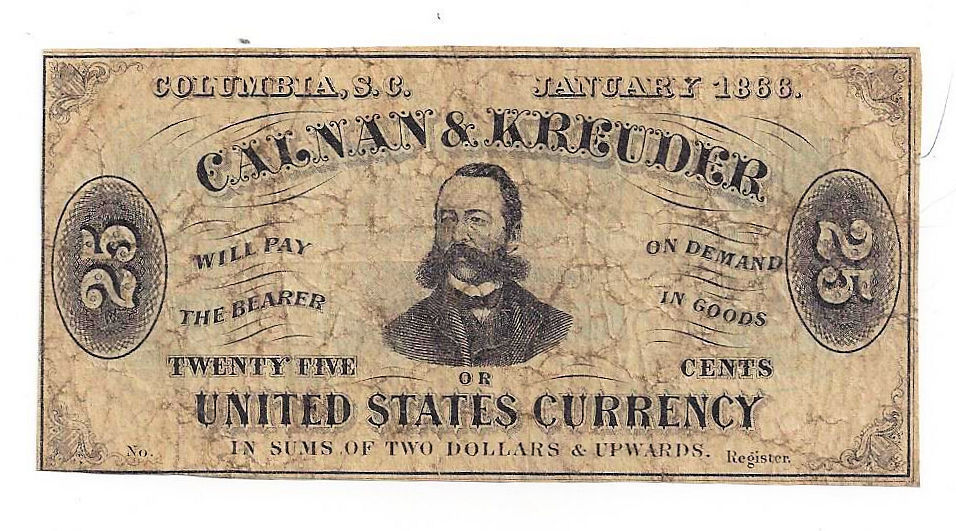 COLUMBIA, S.C. JANUARY 1866.
CALNAN & KREUDER
25 25
WILL PAY ON DEMAND
THE BEARER IN GOODS
TWENTY FIVE CENTS
OR
UNITED STATES CURRENCY
IN SUMS OF TWO DOLLARS & UPWARDS.
No. Register.